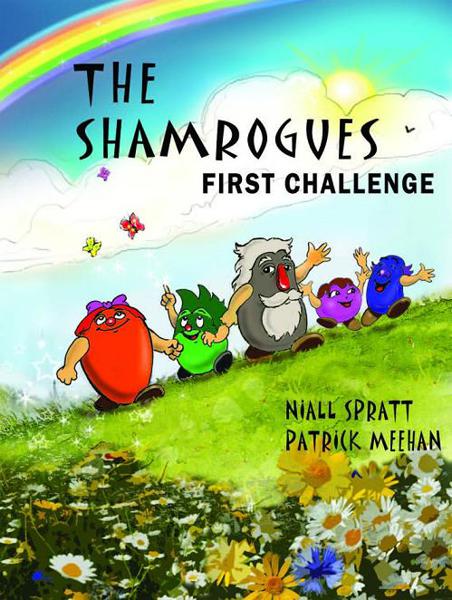 THE
SHAMROGUES
FIRST CHALLENGE
NIALL SPRATT
PATRICK MEEHAN